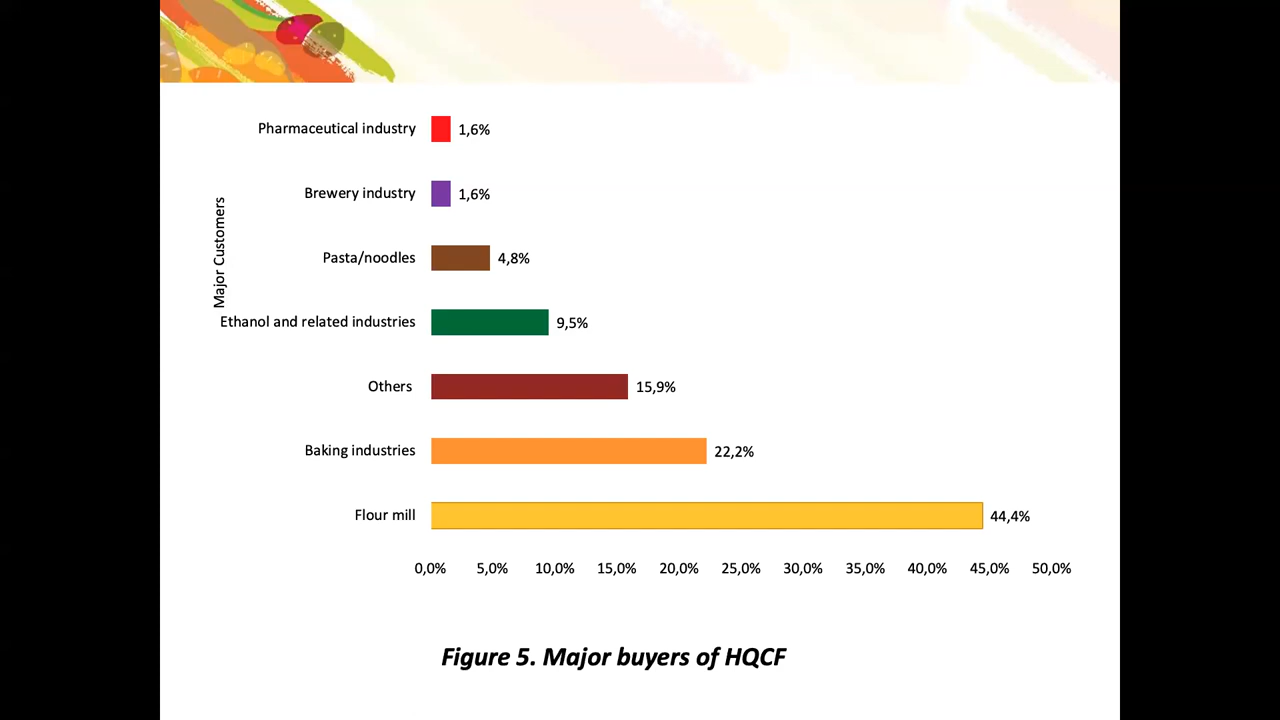 Pharmaceutical industry 1,6%
Brewery industry 1,6%
Major Customers
Pasta/noodles 4,8%
Ethanol and related industries 9,5%
Others 15,9%
Baking industries 22,2%
Flour mill 44,4%
0,0% 5,0% 10,0% 15,0% 20,0% 25,0% 30,0% 35,0% 40,0% 45,0% 50,0%
Figure 5. Major buyers of HQCF